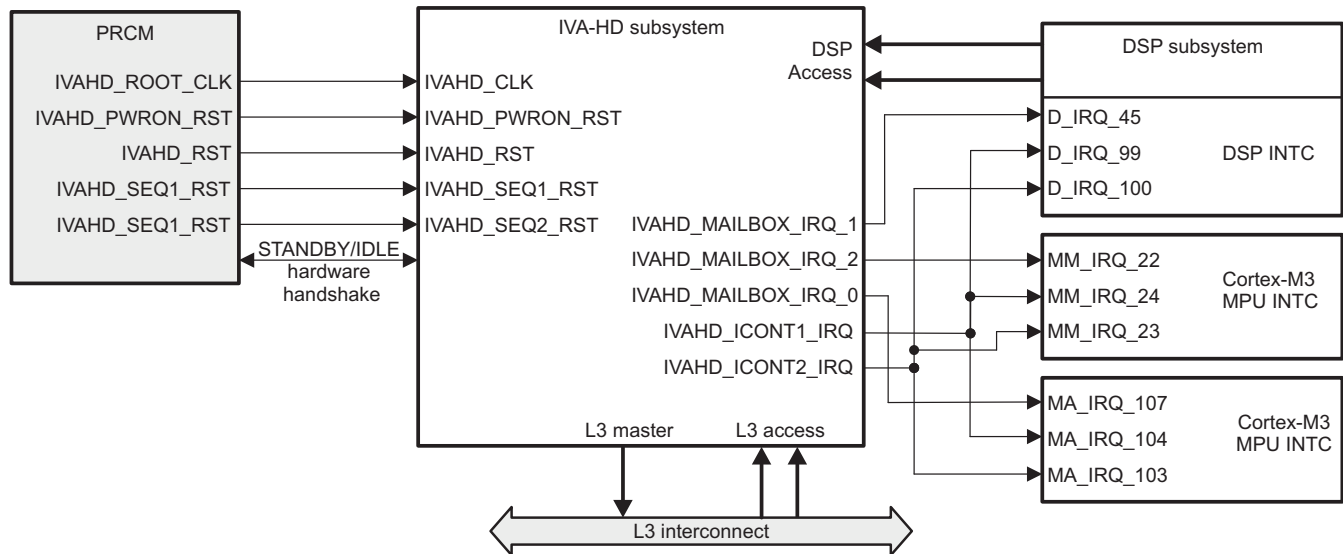 PRCM
IVAHD_ROOT_CLK
IVAHD_PWRON_RST
IVAHD_RST
IVAHD_SEQ1_RST
IVAHD_SEQ1_RST
STANDBY/IDLE
hardware
handshake
IVA-HD subsystem
DSP
Access
IVAHD_CLK
IVAHD_PWRON_RST
IVAHD_RST
IVAHD_SEQ1_RST
IVAHD_SEQ2_RST
IVAHD_MAILBOX_IRQ_1
IVAHD_MAILBOX_IRQ_2
IVAHD_MAILBOX_IRQ_0
IVAHD_ICONT1_IRQ
IVAHD_ICONT2_IRQ
L3 master
L3 access
L3 interconnect
DSP subsystem
D_IRQ_45
D_IRQ_99
DSP INTC
D_IRQ_100
MM_IRQ_22
MM_IRQ_24
MM_IRQ_23
Cortex-M3
MPU INTC
MA_IRQ_107
MA_IRQ_104
MA_IRQ_103
Cortex-M3
MPU INTC